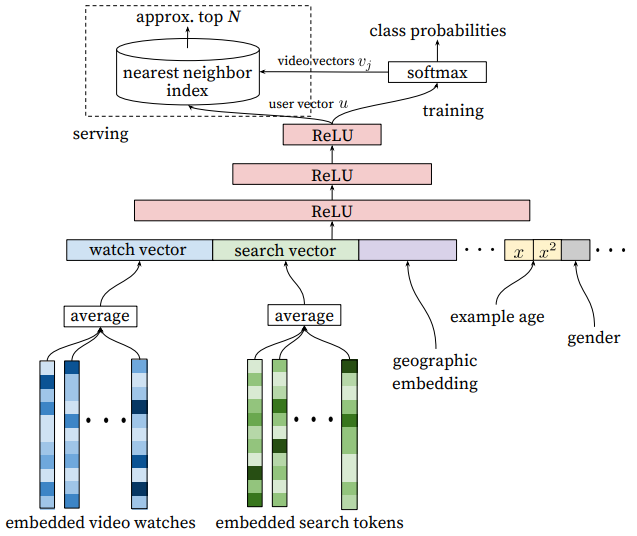 approx. top N
class probabilities
video vectors v_j
nearest neighbor
index
softmax
user vector u
training
serving
ReLU
ReLU
ReLU
watch vector
search vector
x
x²
average
average
example age
gender
geographic
embedding
embedded video watches
embedded search tokens